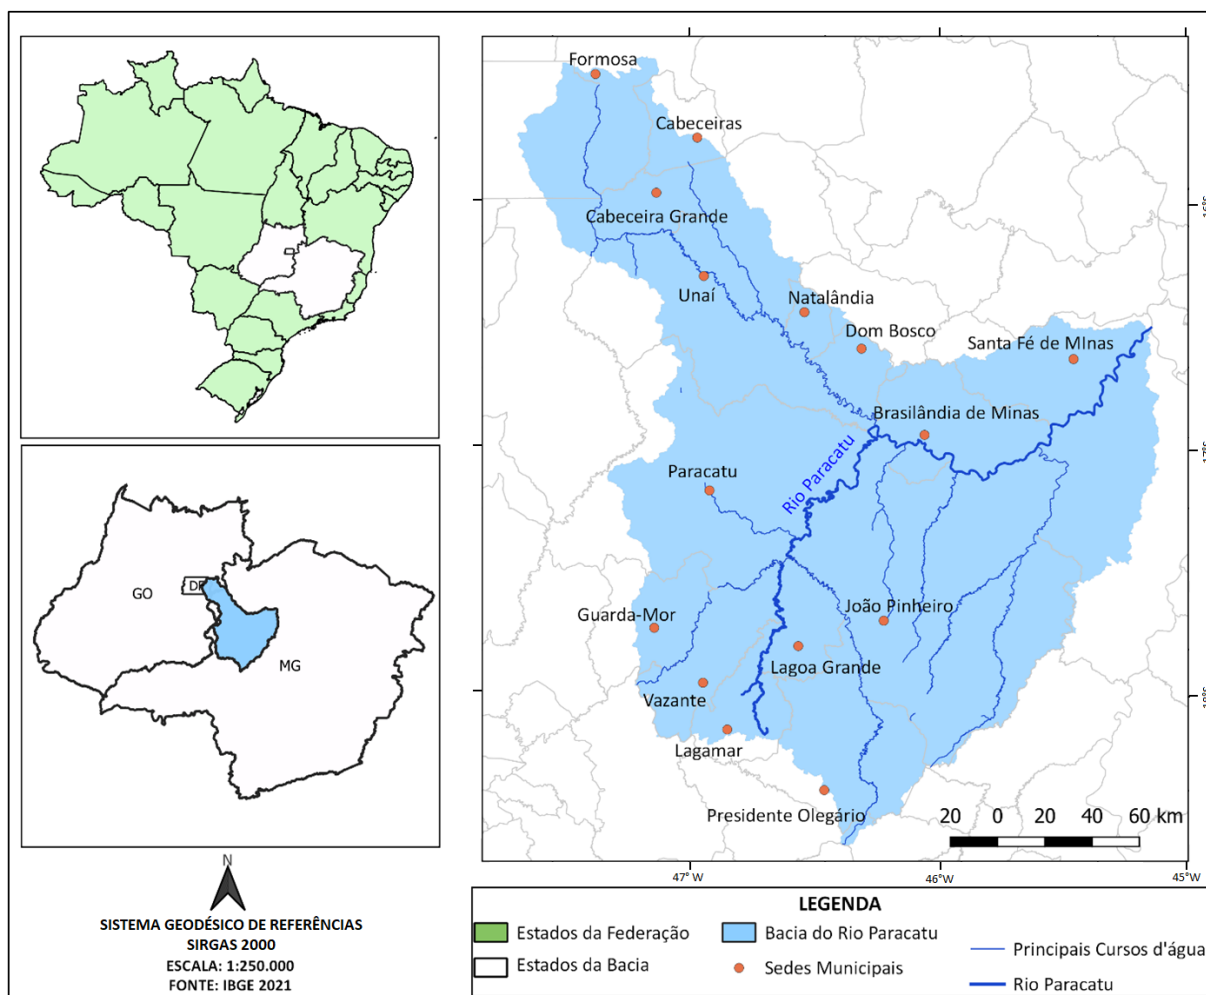 Formosa
Cabeceiras
Cabeceira Grande
Unaí
Natalândia
Dom Bosco
Santa Fé de MInas
Brasilândia de Minas
Rio Paracatu
Paracatu
Guarda-Mor
João Pinheiro
Lagoa Grande
Vazante
Lagamar
Presidente Olegário
20 0 20 40 60 km
16°S
17°S
18°S
47° W
46° W
45° W
GO
DF
MG
N
SISTEMA GEODÉSICO DE REFERÊNCIAS
SIRGAS 2000
ESCALA: 1:250.000
FONTE: IBGE 2021
LEGENDA
Estados da Federação
Estados da Bacia
Bacia do Rio Paracatu
Sedes Municipais
Principais Cursos d'água
Rio Paracatu